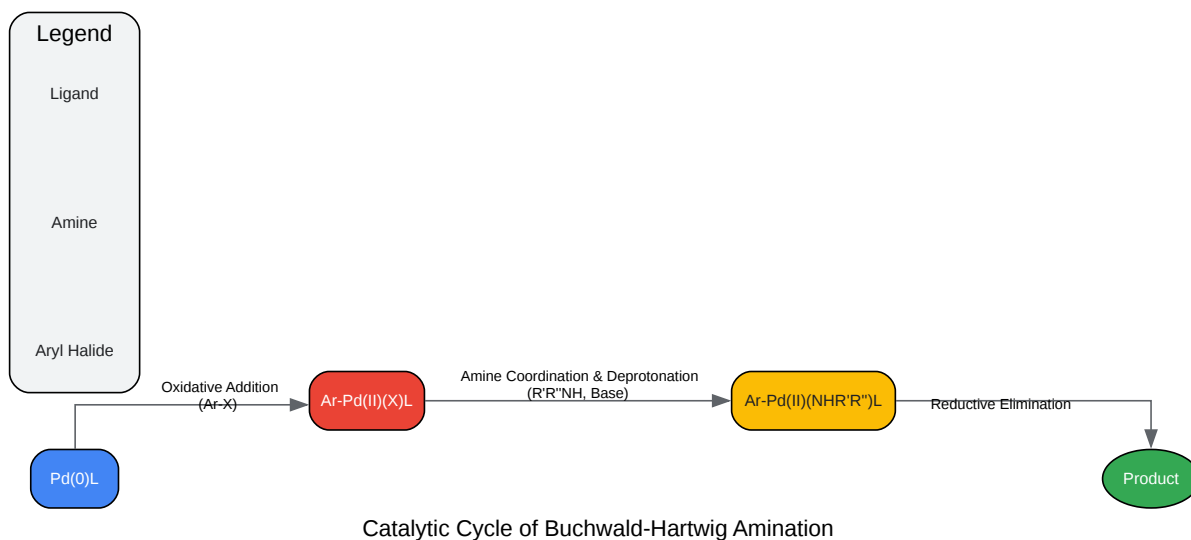 Legend
Ligand
Amine
Aryl Halide
Oxidative Addition
(Ar-X)
Amine Coordination & Deprotonation
(R'R''NH, Base)
Reductive Elimination
Ar-Pd(II)(X)L
Ar-Pd(II)(NHR'R'')L
Pd(0)L
Product
Catalytic Cycle of Buchwald-Hartwig Amination